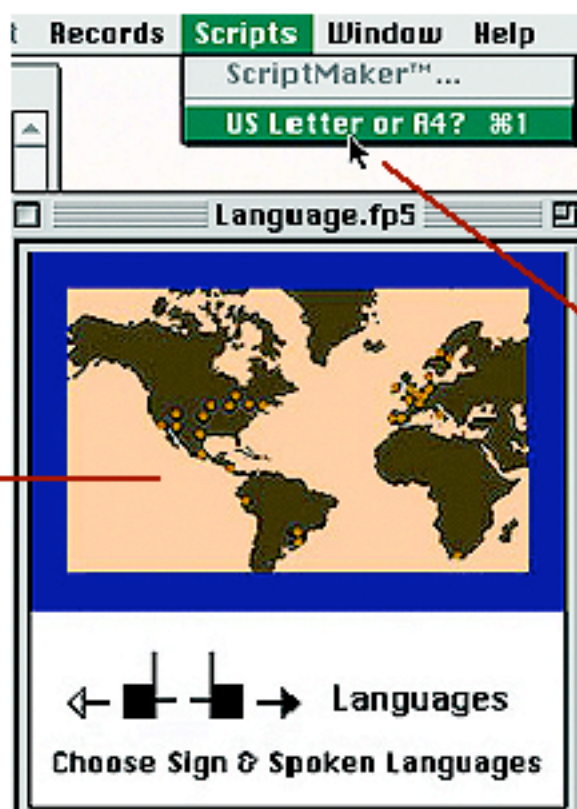 Records Scripts Window Help
ScriptMaker™...
US Letter or A4? ⌘1
Language.fp5
Languages
Choose Sign & Spoken Languages